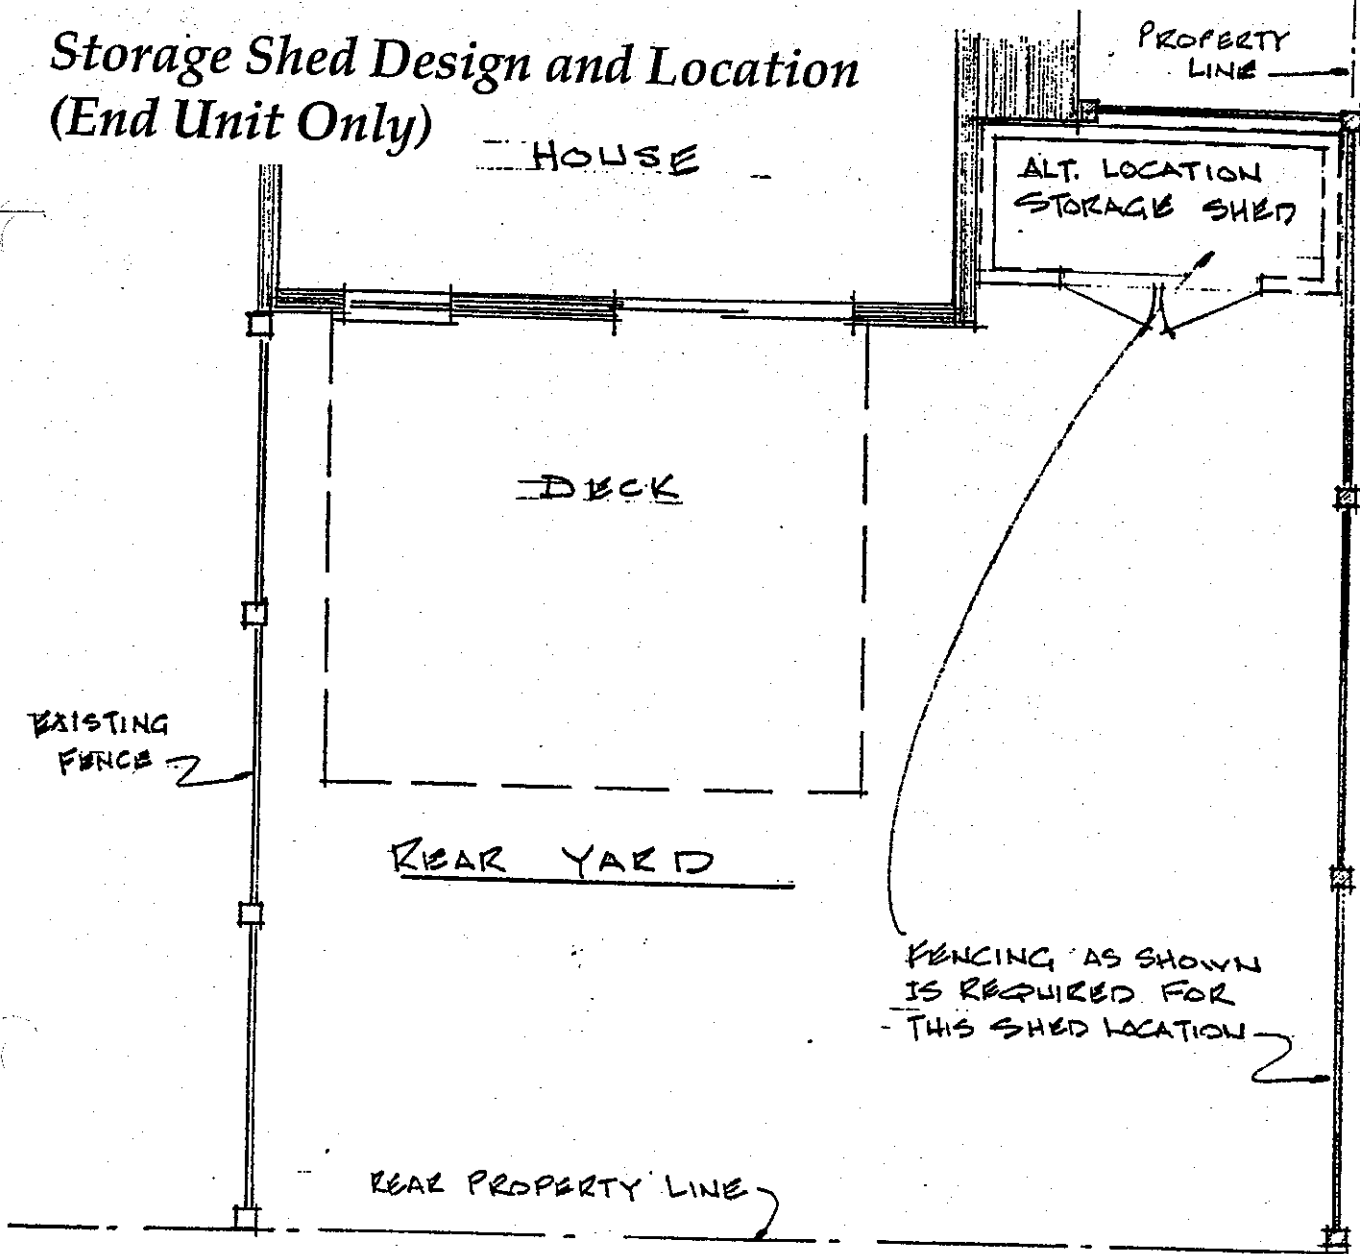 Storage Shed Design and Location
(End Unit Only)
PROPERTY
LINE
HOUSE
ALT. LOCATION
STORAGE SHED
DECK
EXISTING
FENCE
REAR YARD
FENCING AS SHOWN
IS REQUIRED FOR
THIS SHED LOCATION
REAR PROPERTY LINE